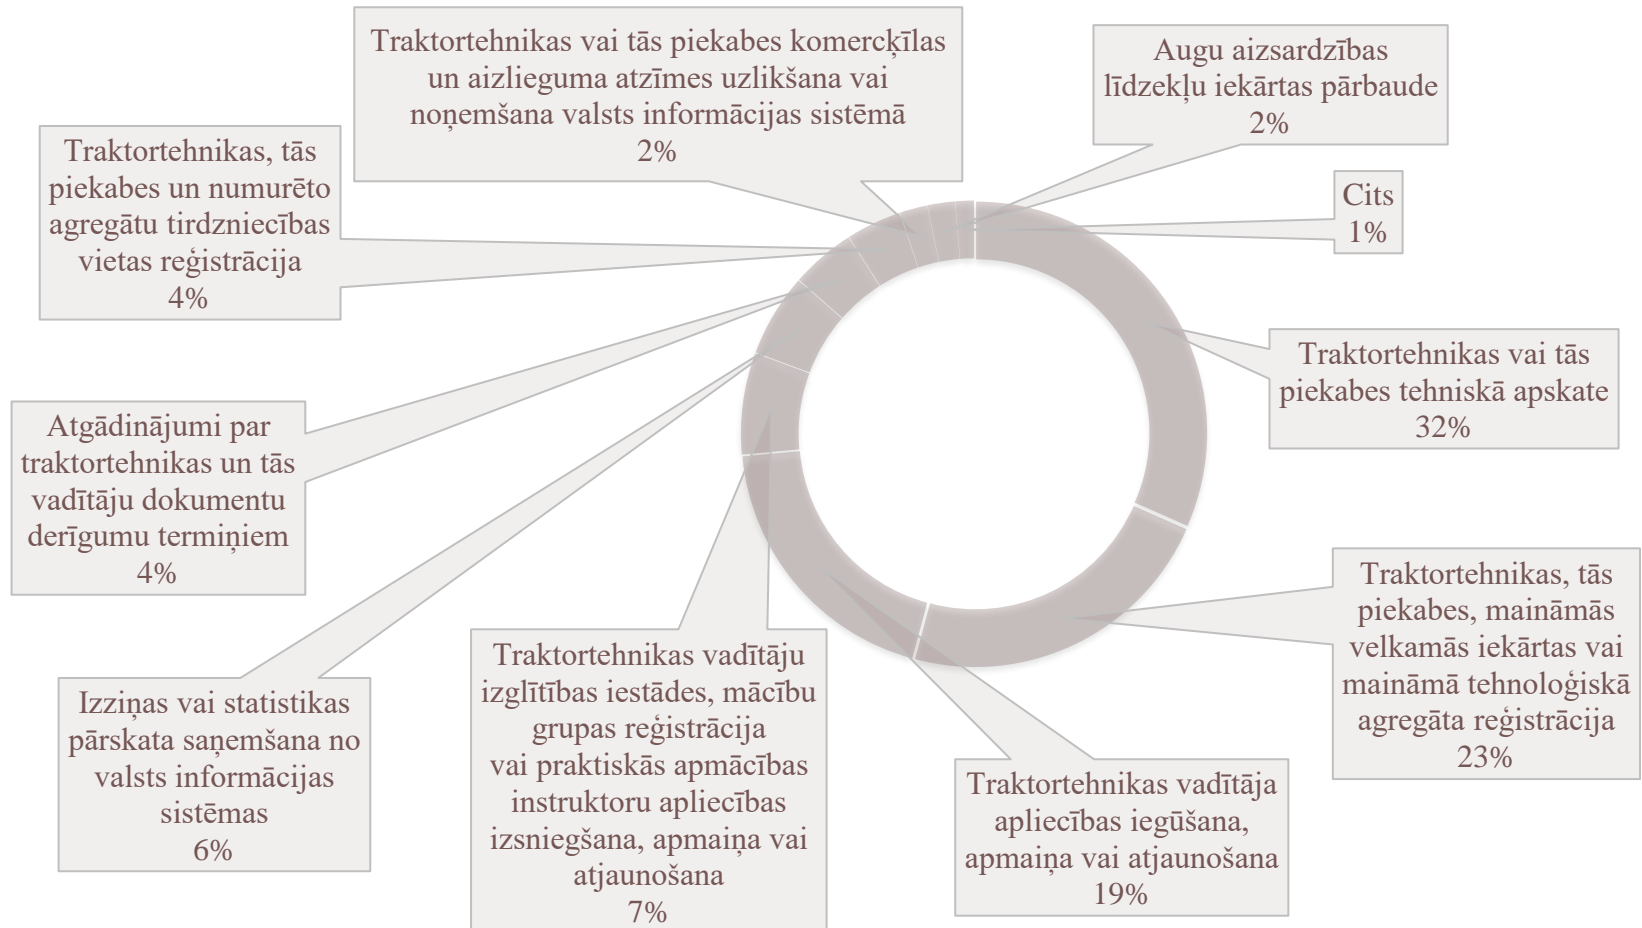 Traktortehnikas vai tās piekabes komercķīlas
un aizlieguma atzīmes uzlikšana vai
noņemšana valsts informācijas sistēmā
2%
Augu aizsardzības
līdzekļu iekārtas pārbaude
2%
Cits
1%
Traktortehnikas, tās
piekabes un numurēto
agregātu tirdzniecības
vietas reģistrācija
4%
Traktortehnikas vai tās
piekabes tehniskā apskate
32%
Atgādinājumi par
traktortehnikas un tās
vadītāju dokumentu
derīgumu termiņiem
4%
Traktortehnikas, tās
piekabes, maināmās
velkamās iekārtas vai
maināmā tehnoloģiskā
agregāta reģistrācija
23%
Izziņas vai statistikas
pārskata saņemšana no
valsts informācijas
sistēmas
6%
Traktortehnikas vadītāju
izglītības iestādes, mācību
grupas reģistrācija
vai praktiskās apmācības
instruktoru apliecības
izsniegšana, apmaiņa vai
atjaunošana
7%
Traktortehnikas vadītāja
apliecības iegūšana,
apmaiņa vai atjaunošana
19%